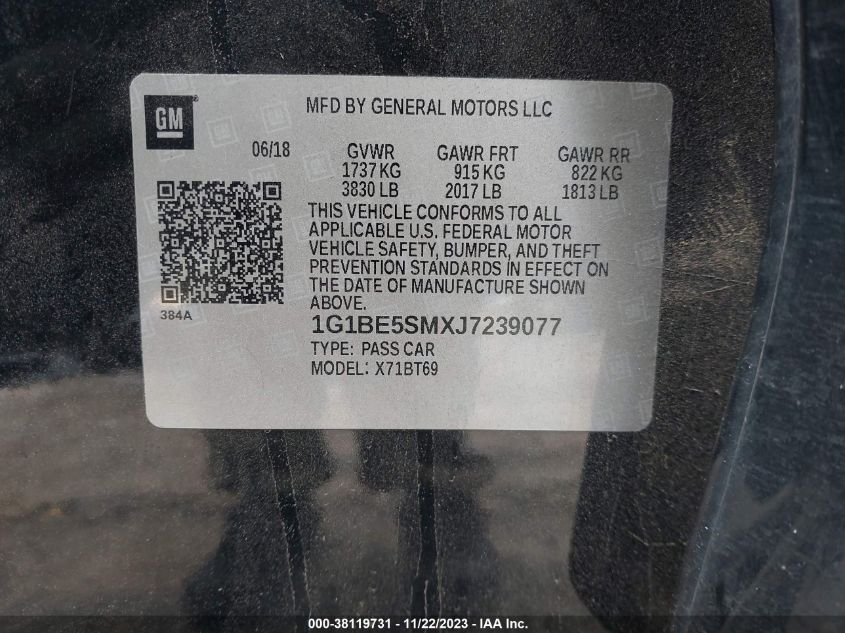 GM
MFD BY GENERAL MOTORS LLC
06/18 GVWR GAWR FRT GAWR RR
1737 KG 915 KG 822 KG
3830 LB 2017 LB 1813 LB
THIS VEHICLE CONFORMS TO ALL
APPLICABLE U.S. FEDERAL MOTOR
VEHICLE SAFETY, BUMPER, AND THEFT
PREVENTION STANDARDS IN EFFECT ON
THE DATE OF MANUFACTURE SHOWN
ABOVE.
384A
1G1BE5SMXJ7239077
TYPE: PASS CAR
MODEL: X71BT69
000-38119731 - 11/22/2023 - IAA Inc.